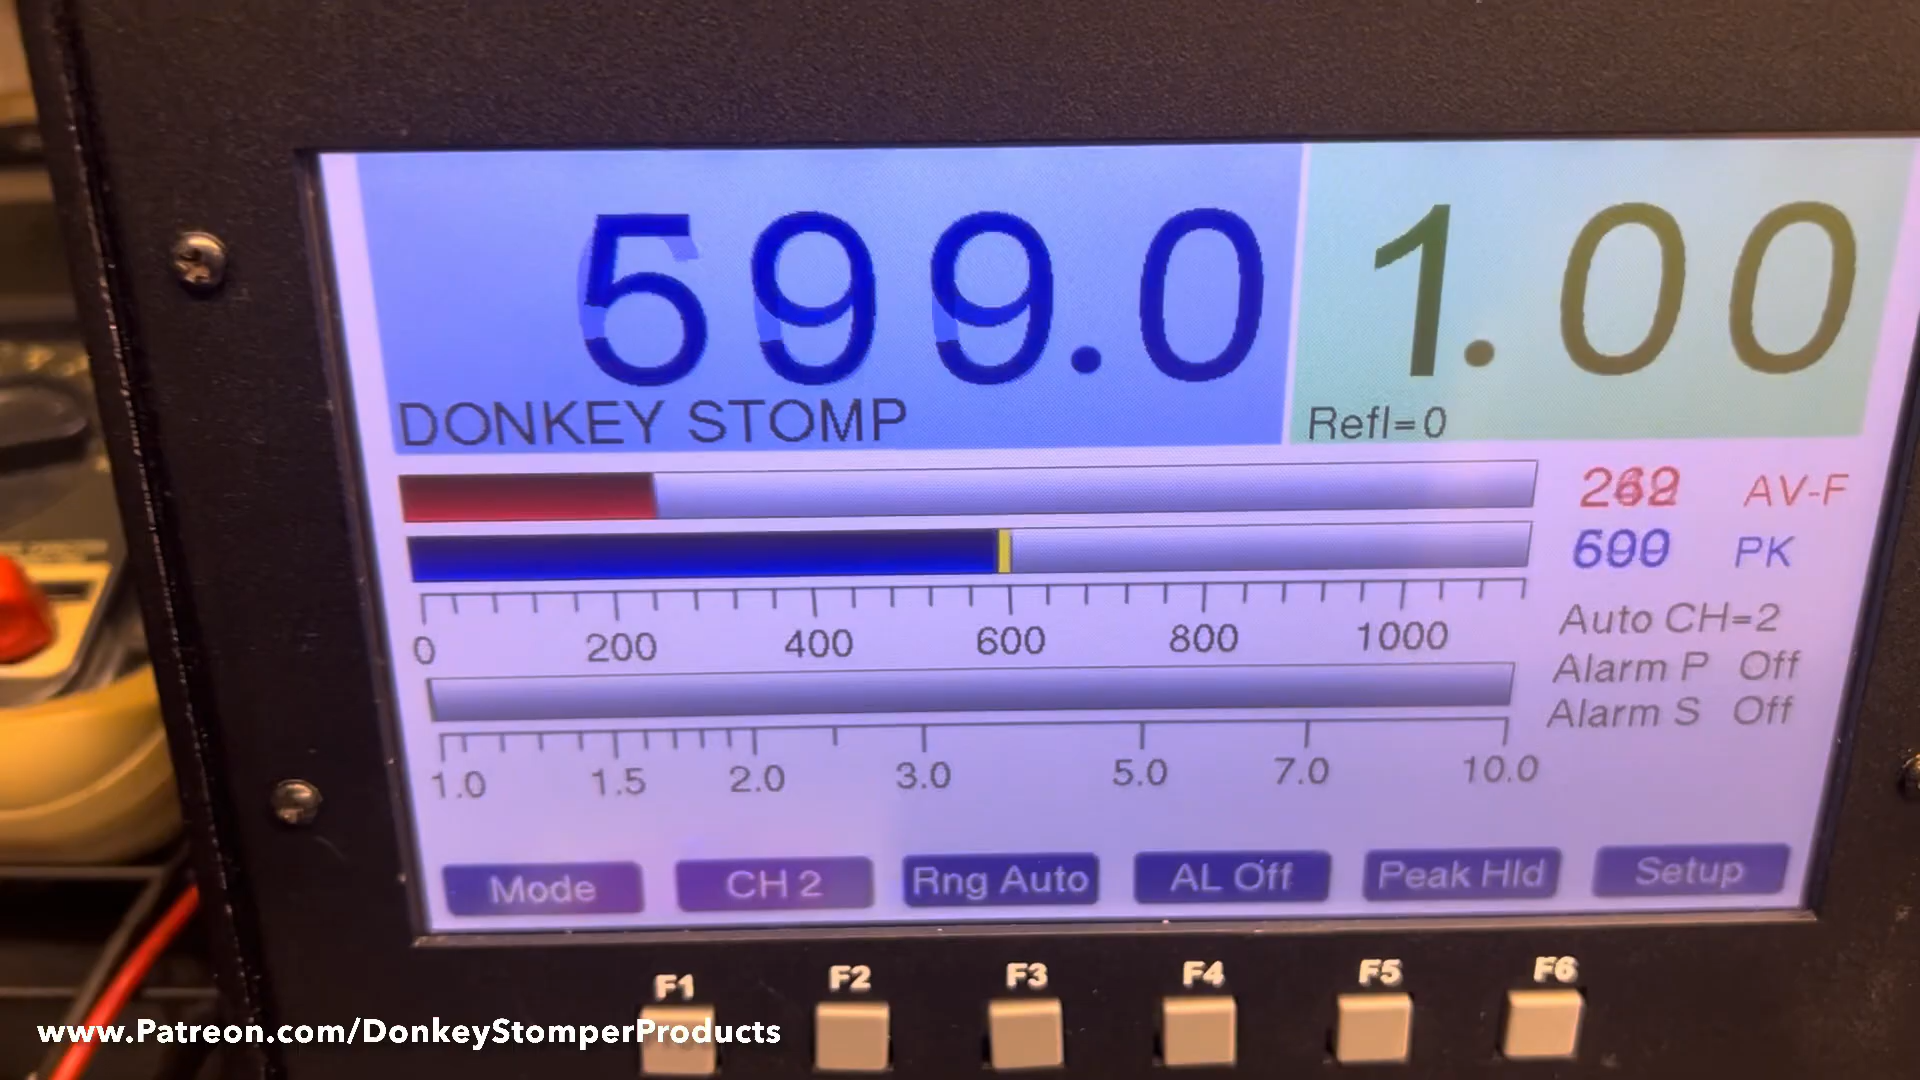 599.0 1.00
DONKEY STOMP Refl=0
AV-F
PK
0 200 400 600 800 1000
Auto CH=2
Alarm P Off
Alarm S Off
1.0 1.5 2.0 3.0 5.0 7.0 10.0
Mode CH 2 Rng Auto AL Off Peak Hld Setup
F1 F2 F3 F4 F5 F6
www.Patreon.com/DonkeyStomperProducts